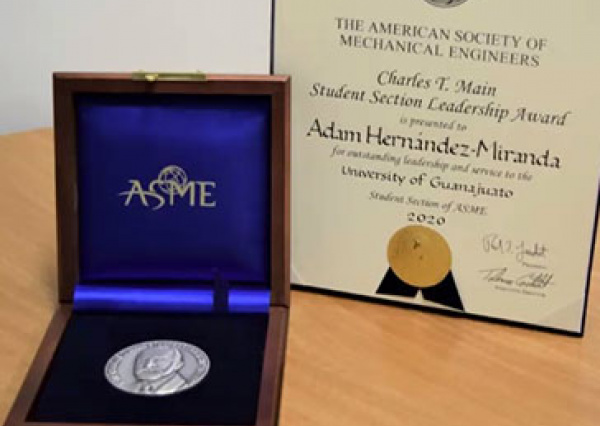 ASME
THE AMERICAN SOCIETY OF
MECHANICAL ENGINEERS
Charles T. Main
Student Section Leadership Award
is presented to
Adam Hernández-Miranda
for outstanding leadership and service to the
University of Guanajuato
Student Section of ASME
2020